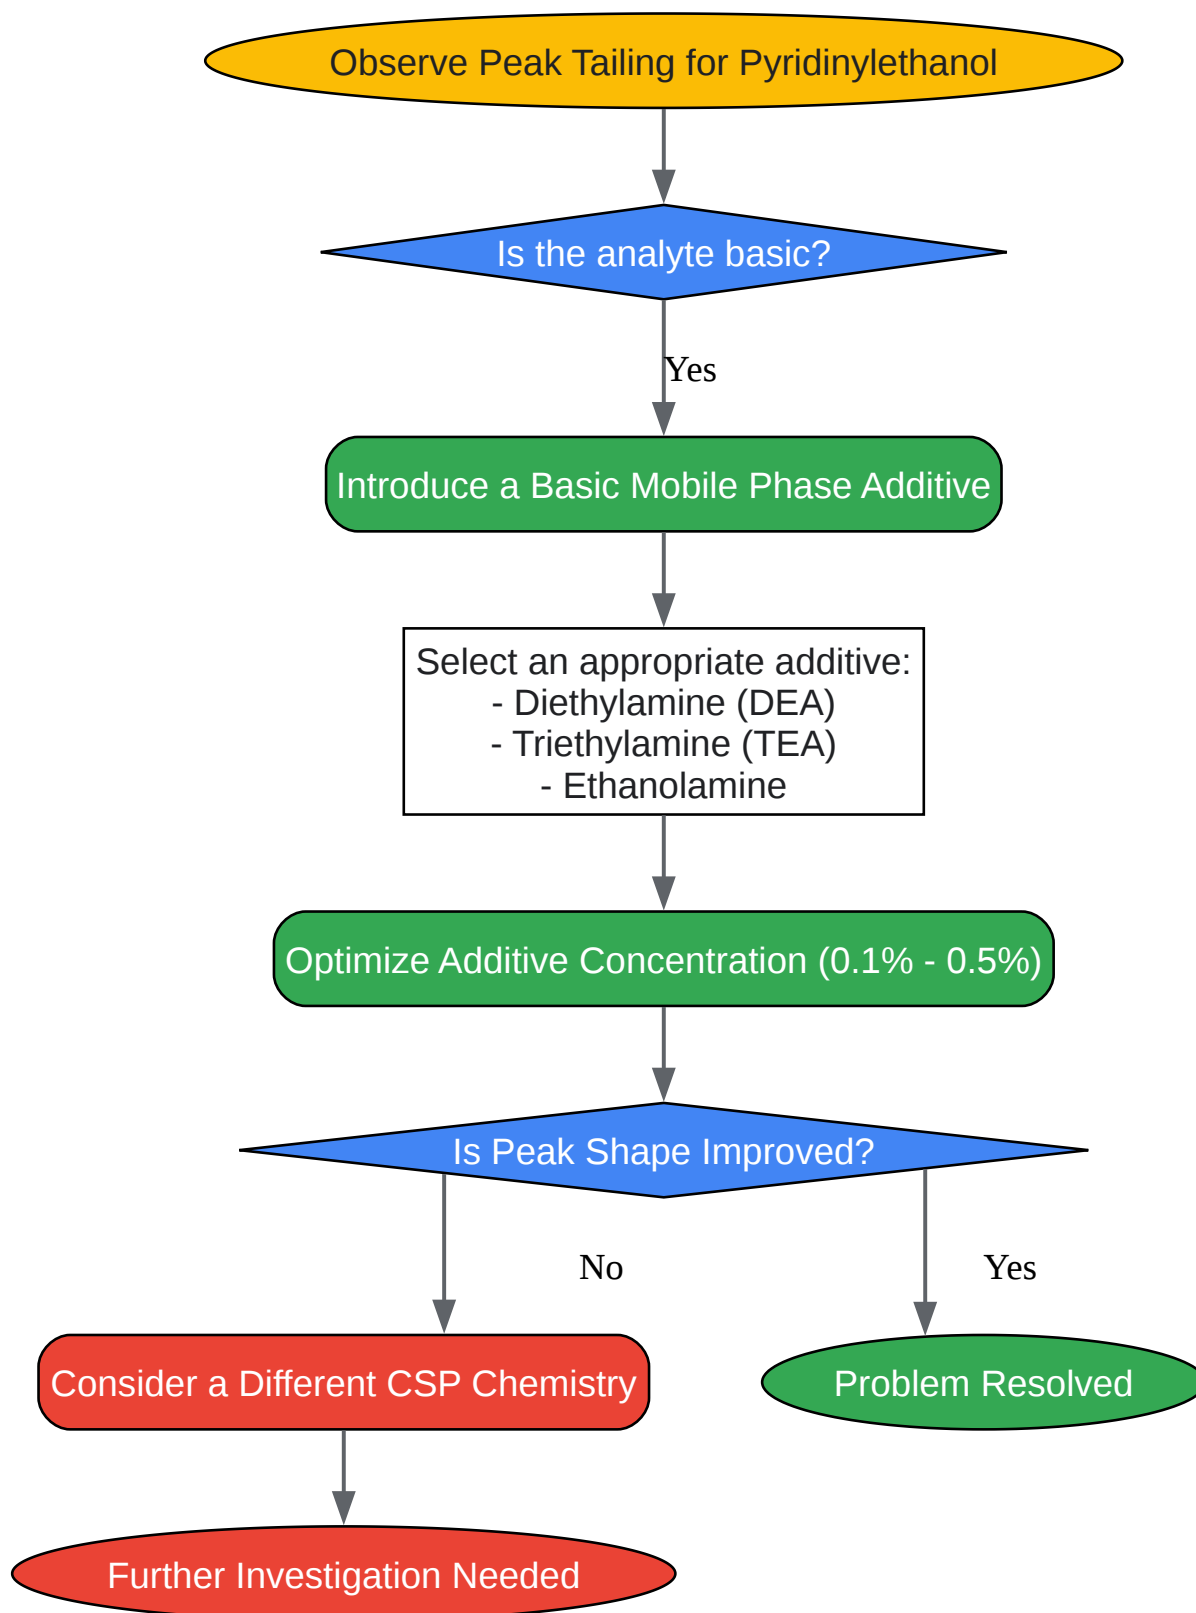 Observe Peak Tailing for Pyridinylethanol
Is the analyte basic?
Yes
Introduce a Basic Mobile Phase Additive
Select an appropriate additive:
- Diethylamine (DEA)
- Triethylamine (TEA)
- Ethanolamine
Optimize Additive Concentration (0.1% - 0.5%)
Is Peak Shape Improved?
No
Yes
Consider a Different CSP Chemistry
Problem Resolved
Further Investigation Needed